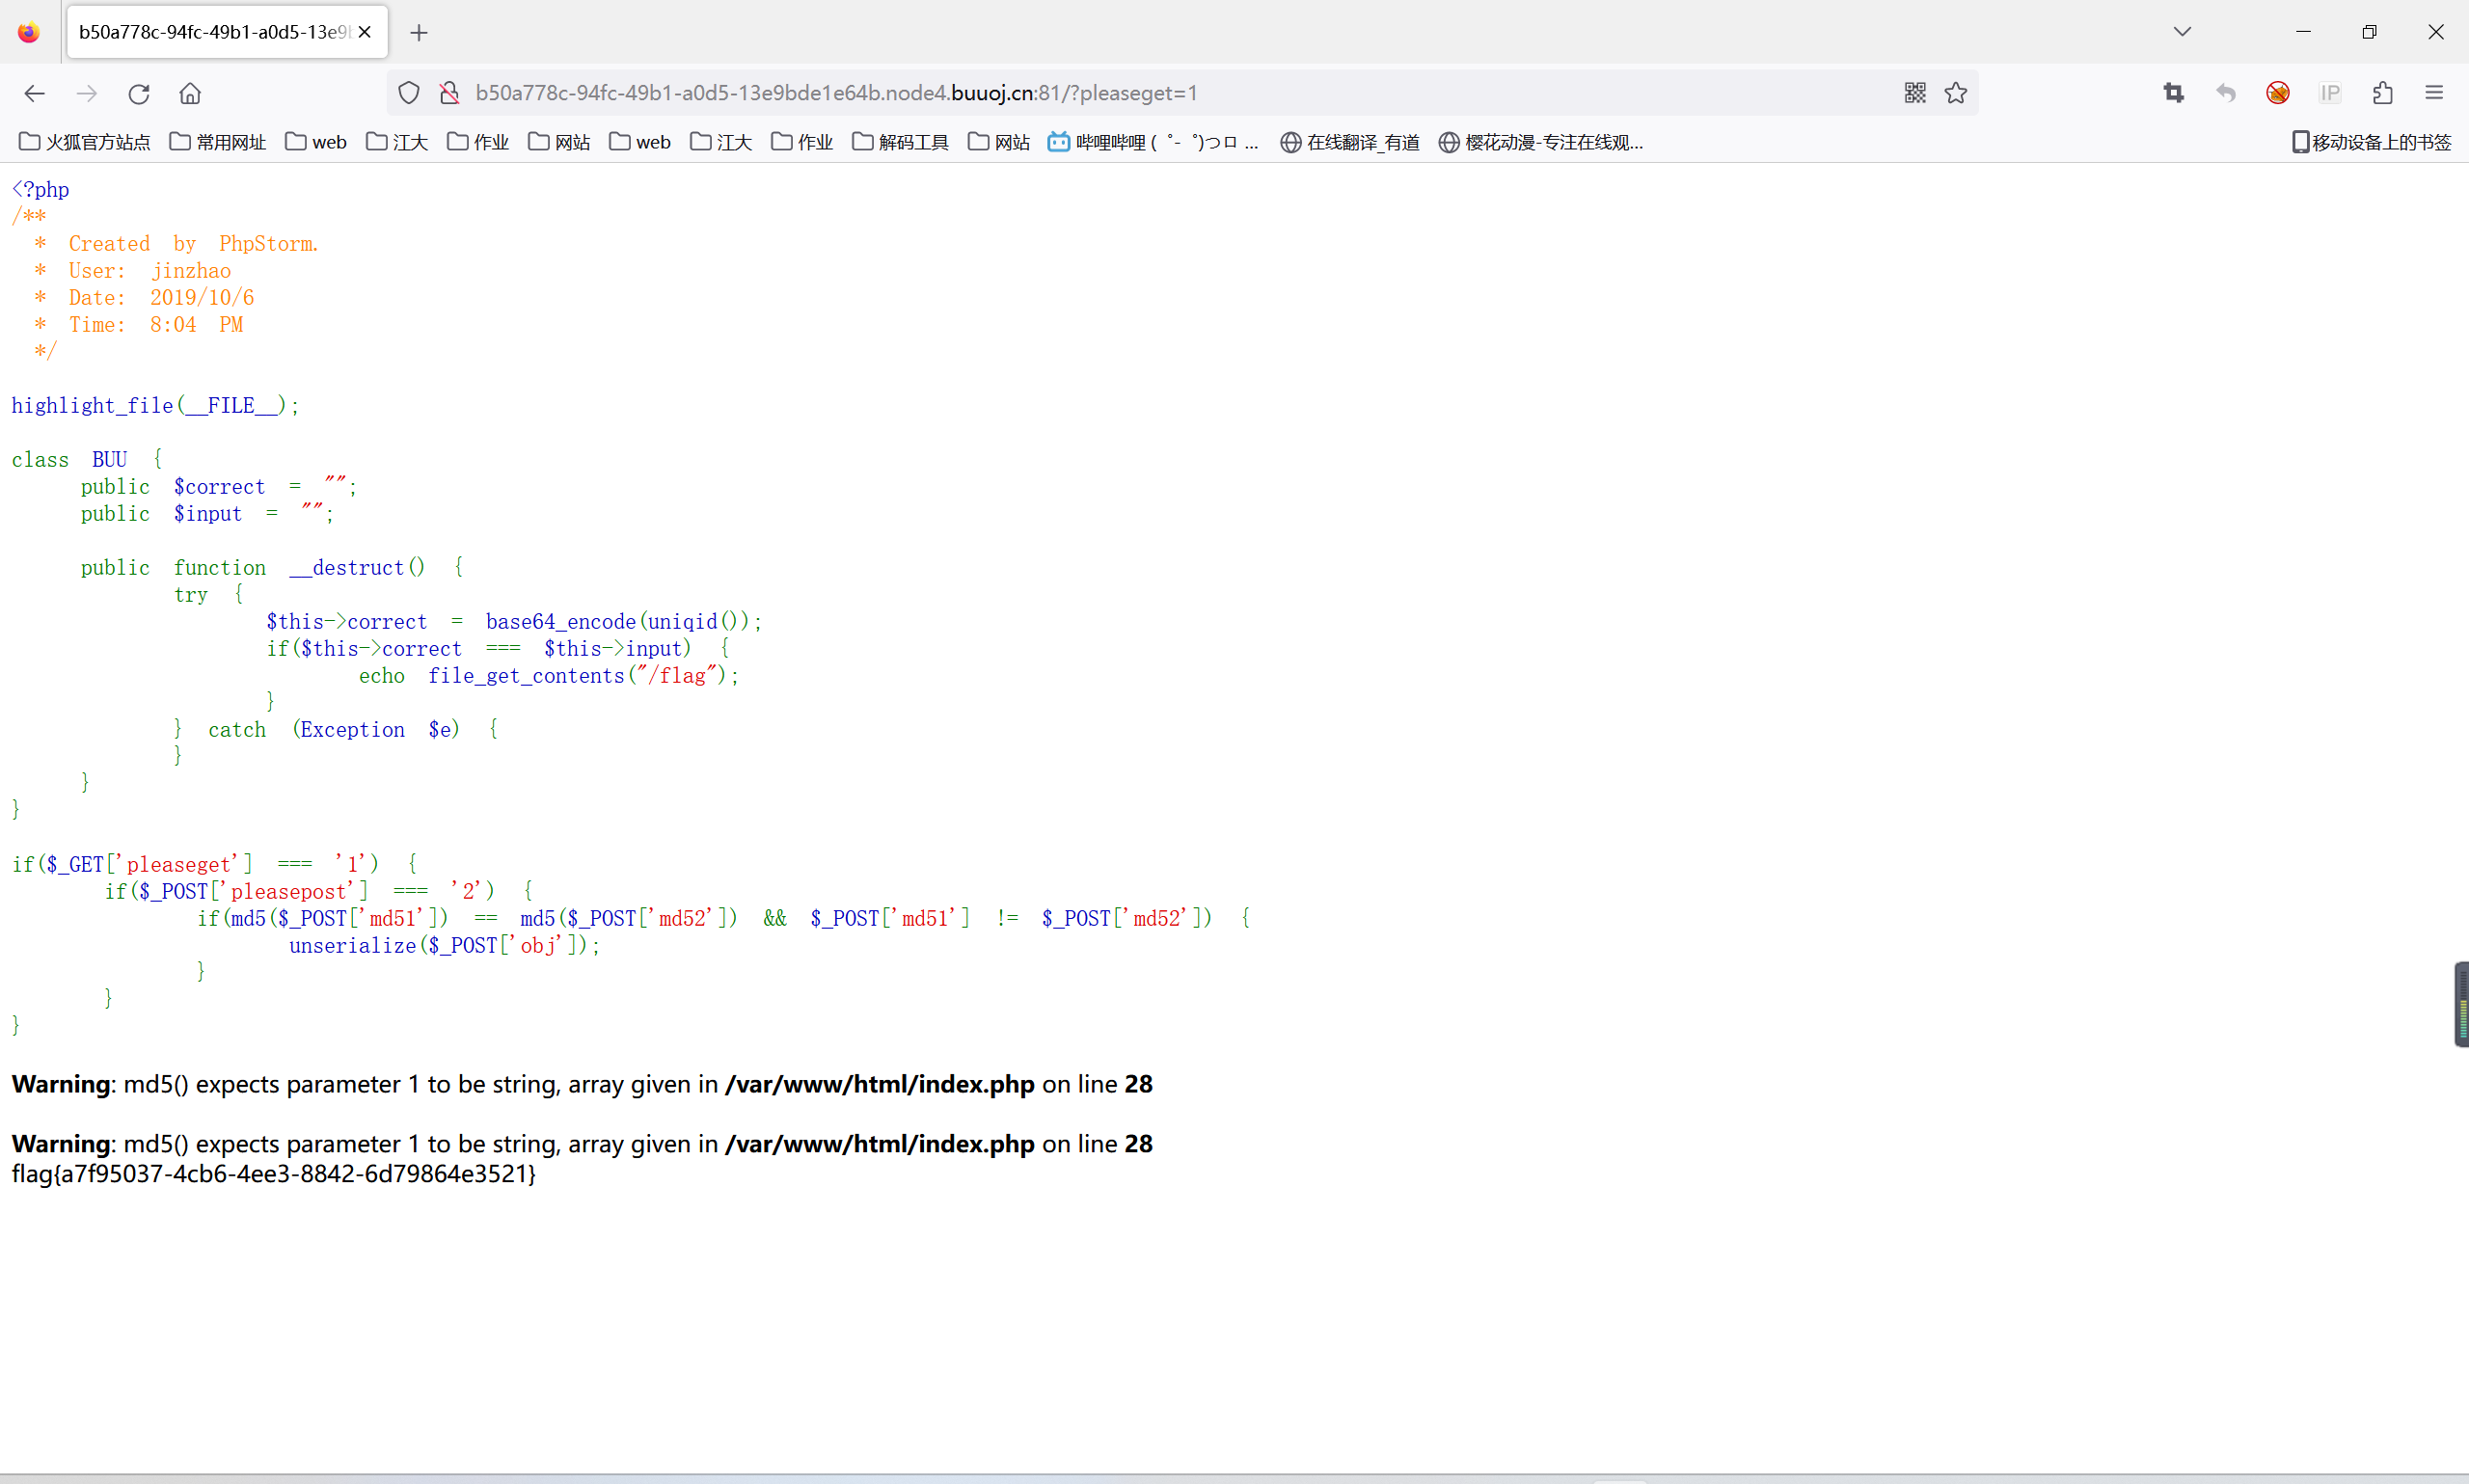 b50a778c-94fc-49b1-a0d5-13e9
b50a778c-94fc-49b1-a0d5-13e9bde1e64b.node4.buuoj.cn:81/?pleaseget=1
IP
火狐官方站点 常用网址 web 江大 作业 网站 web 江大 作业 解码工具 网站 哔哩哔哩 ( ゜- ゜)つロ ... 在线翻译_有道 樱花动漫-专注在线观... 移动设备上的书签
<?php
/**
 * Created by PhpStorm.
 * User: jinzhao
 * Date: 2019/10/6
 * Time: 8:04 PM
 */
highlight_file(__FILE__);
class BUU {
    public $correct = "";
    public $input = "";
    public function __destruct() {
        try {
            $this->correct = base64_encode(uniqid());
            if($this->correct === $this->input) {
                echo file_get_contents("/flag");
            }
        } catch (Exception $e) {
        }
    }
}
if($_GET['pleaseget'] === '1') {
    if($_POST['pleasepost'] === '2') {
        if(md5($_POST['md51']) == md5($_POST['md52']) && $_POST['md51'] != $_POST['md52']) {
            unserialize($_POST['obj']);
        }
    }
}
Warning: md5() expects parameter 1 to be string, array given in /var/www/html/index.php on line 28
Warning: md5() expects parameter 1 to be string, array given in /var/www/html/index.php on line 28
flag{a7f95037-4cb6-4ee3-8842-6d79864e3521}